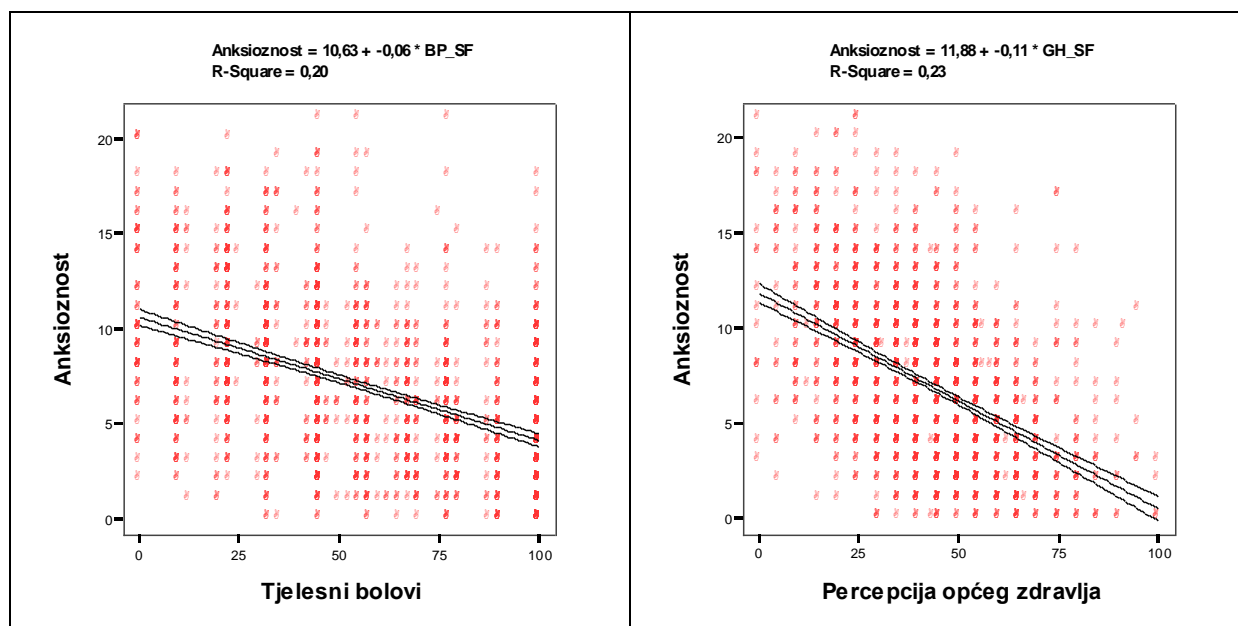 Anksioznost = 10,63 + -0,06 * BP_SF
R-Square = 0,20
20
15
10
5
0
Anksioznost
0 25 50 75 100
Tjelesni bolovi
Anksioznost = 11,88 + -0,11 * GH_SF
R-Square = 0,23
20
15
10
5
0
Anksioznost
0 25 50 75 100
Percepcija općeg zdravlja